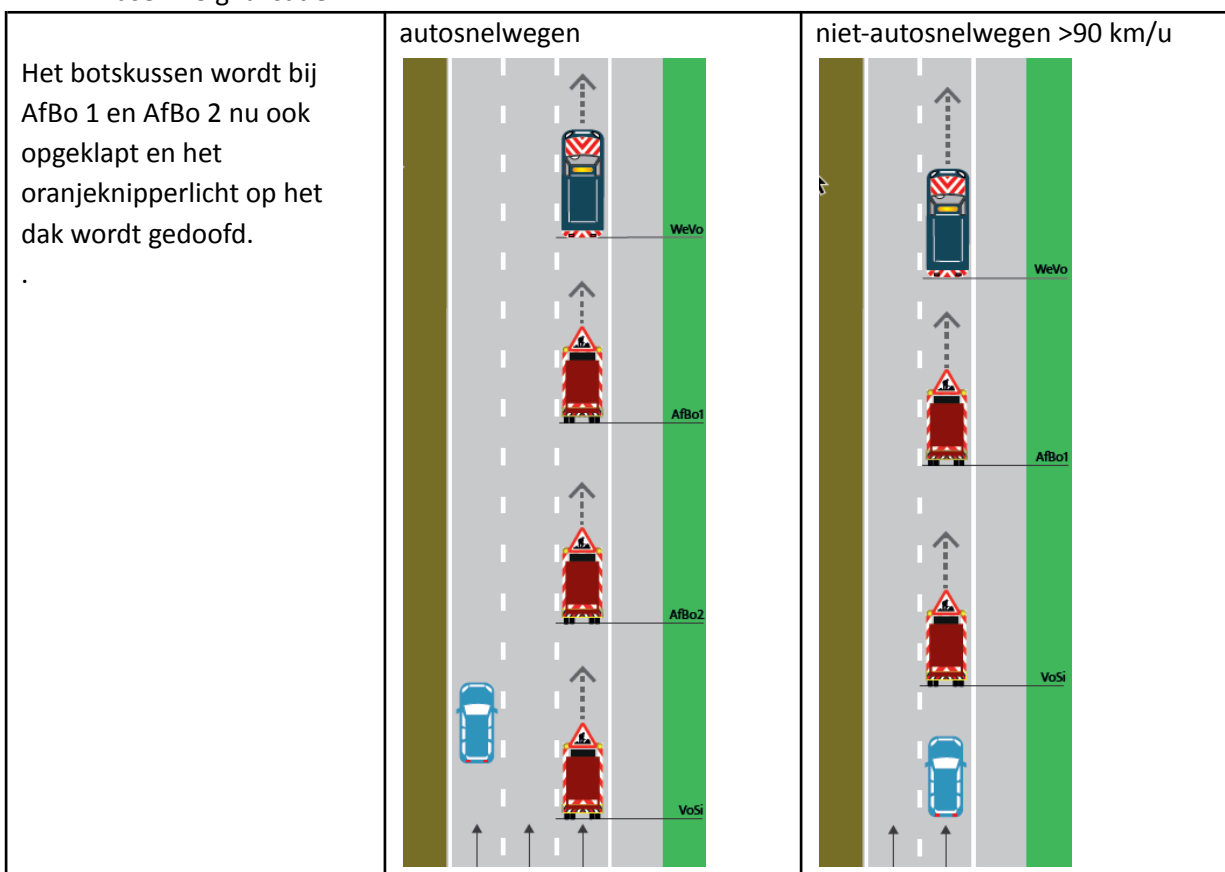 autosnelwegen
niet-autosnelwegen >90 km/u
Het botskussen wordt bij
AfBo 1 en AfBo 2 nu ook
opgeklapt en het
oranjeknipperlicht op het
dak wordt gedoofd.
.
WeVo
AfBo1
AfBo2
VoSi
WeVo
AfBo1
VoSi